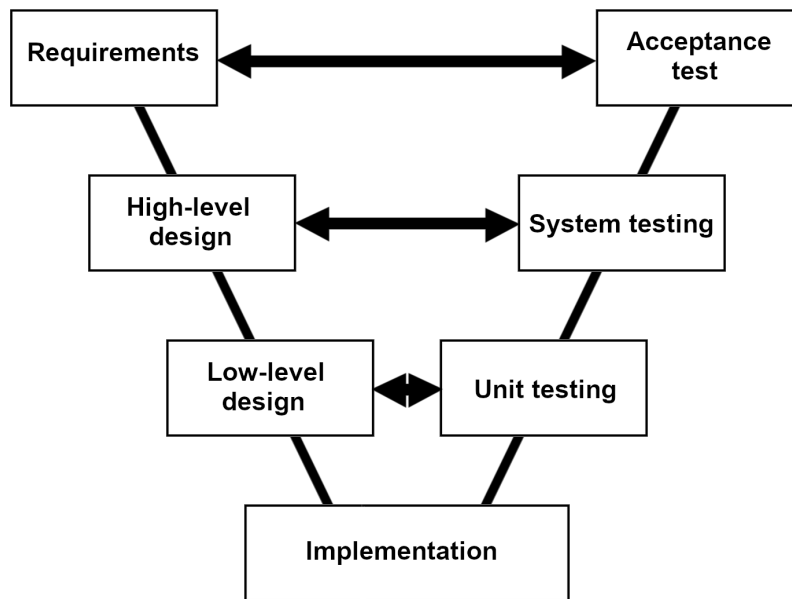 Requirements
Acceptance
test
High-level
design
System testing
Low-level
design
Unit testing
Implementation